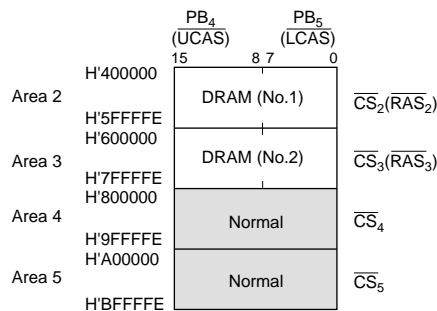 PB4 PB5
(UCAS) (LCAS)
15 8 7 0
H'400000
Area 2 DRAM (No.1) CS2(RAS2)
H'5FFFFE
H'600000
Area 3 DRAM (No.2) CS3(RAS3)
H'7FFFFE
H'800000
Area 4 Normal CS4
H'9FFFFE
H'A00000
Area 5 Normal CS5
H'BFFFFE